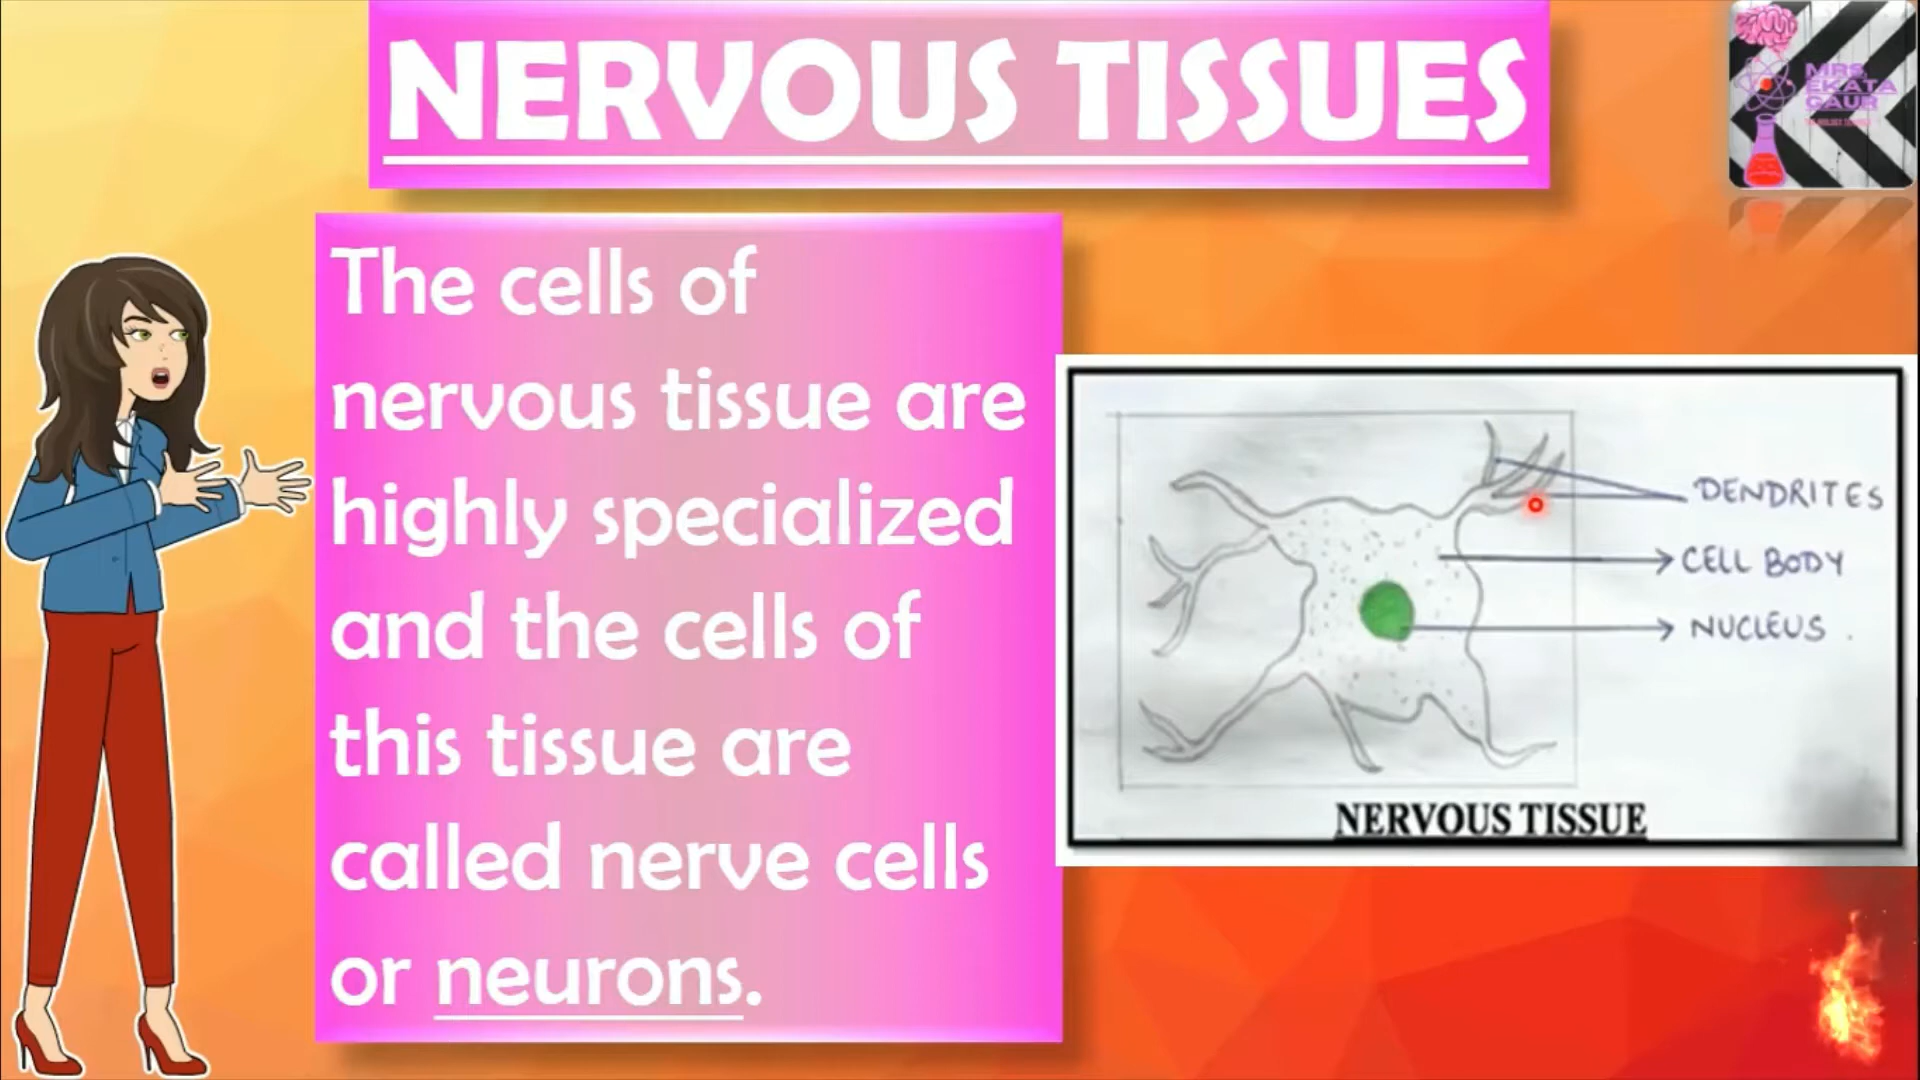 NERVOUS TISSUES
MRS
EKATA
GAUR
The cells of
nervous tissue are
highly specialized
and the cells of
this tissue are
called nerve cells
or neurons.
DENDRITES
CELL BODY
NUCLEUS
NERVOUS TISSUE